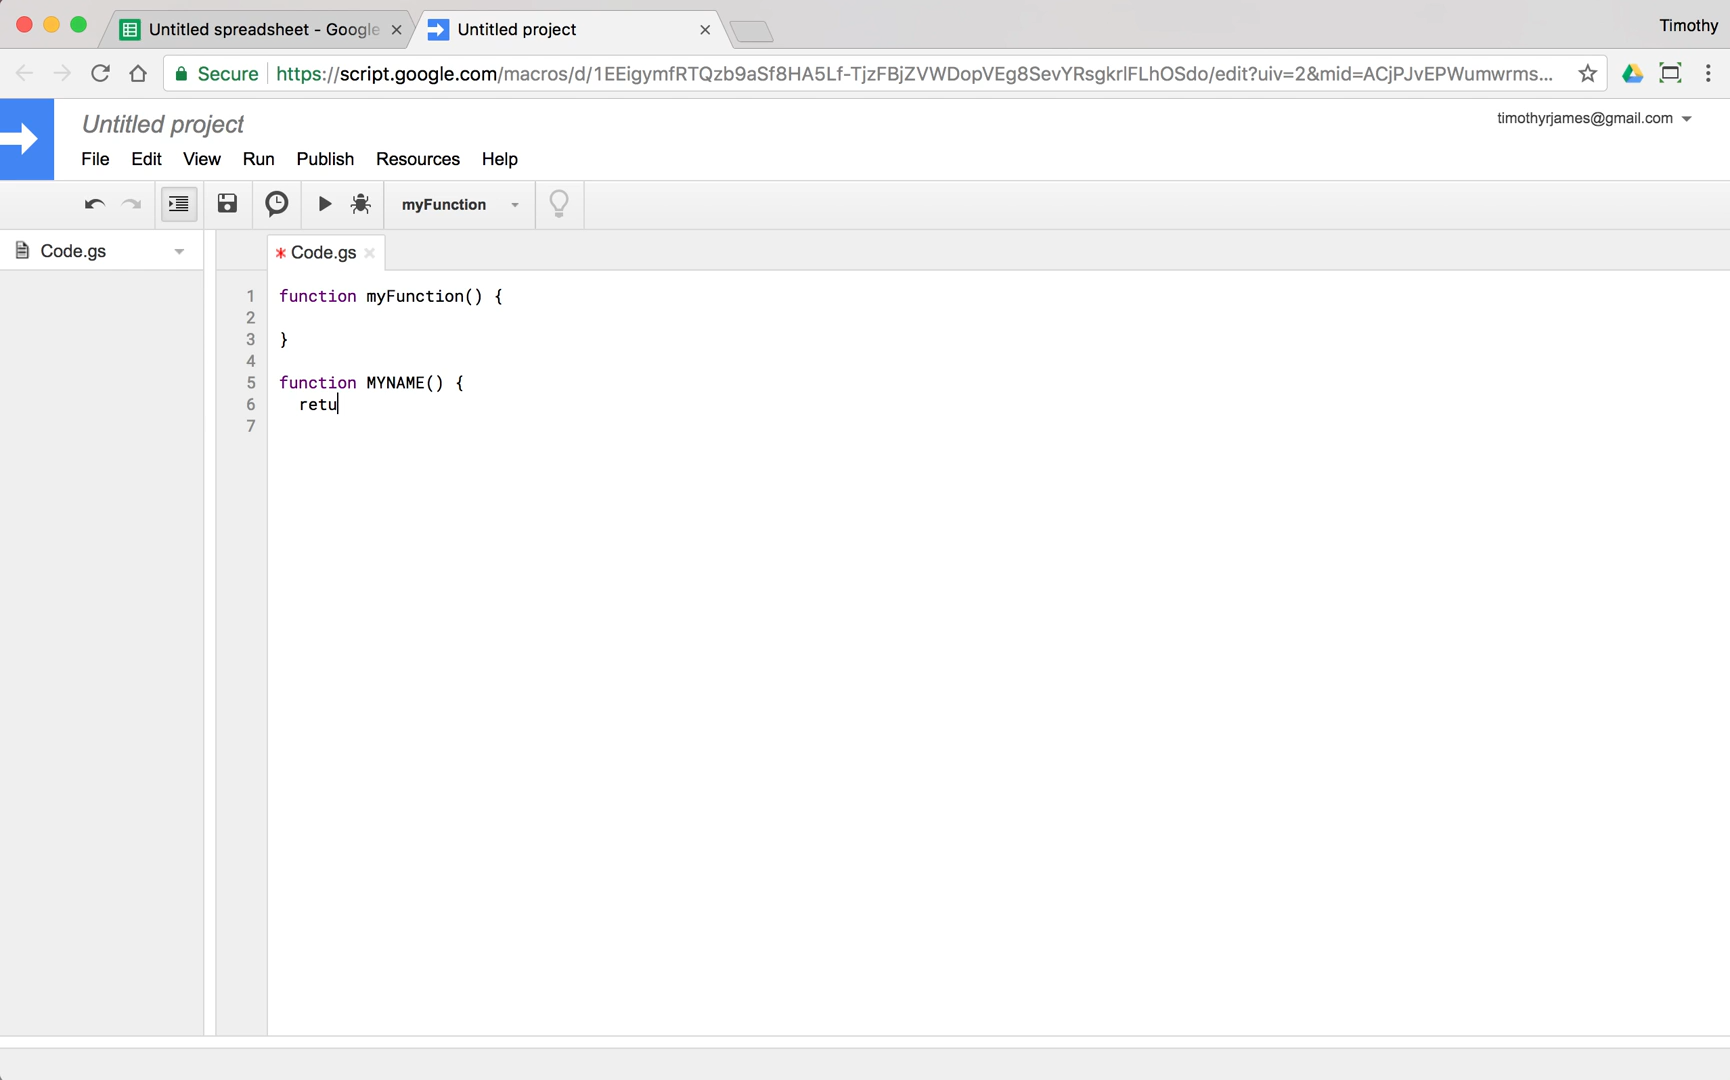 Untitled spreadsheet - Google
Untitled project
Timothy
Secure https://script.google.com/macros/d/1EEigymfRTQzb9aSf8HA5Lf-TjzFBjZVWDopVEg8SevYRsgkrlFLhOSdo/edit?uiv=2&mid=ACjPJvEPWumwrms...
Untitled project
timothyrjames@gmail.com
File Edit View Run Publish Resources Help
myFunction
Code.gs
* Code.gs
1 function myFunction() {
2
3 }
4
5 function MYNAME() {
6 retu
7